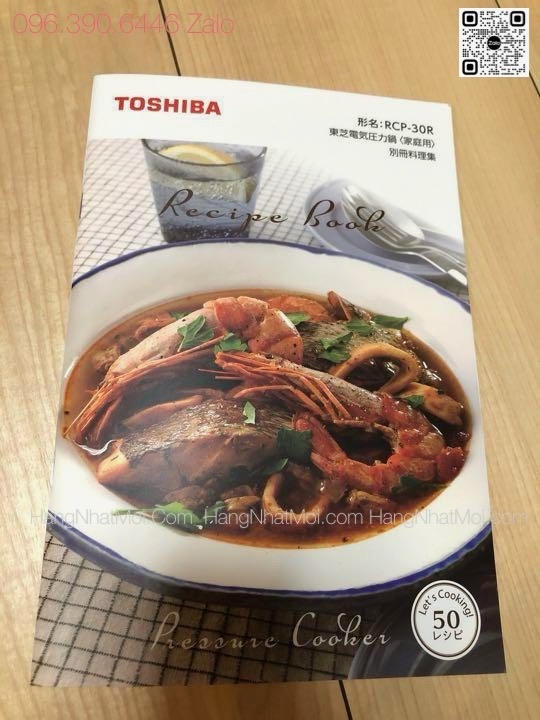 096.390 6446 Zalo
TOSHIBA
形名:RCP-30R
東芝電気圧力鍋〈家庭用〉
別冊料理集
Recipe Book
HangNhatMoi.Com HangNhatMoi.com HangNhatMoi.com
Let's Cooking!
50
レシピ
Pressure Cooker